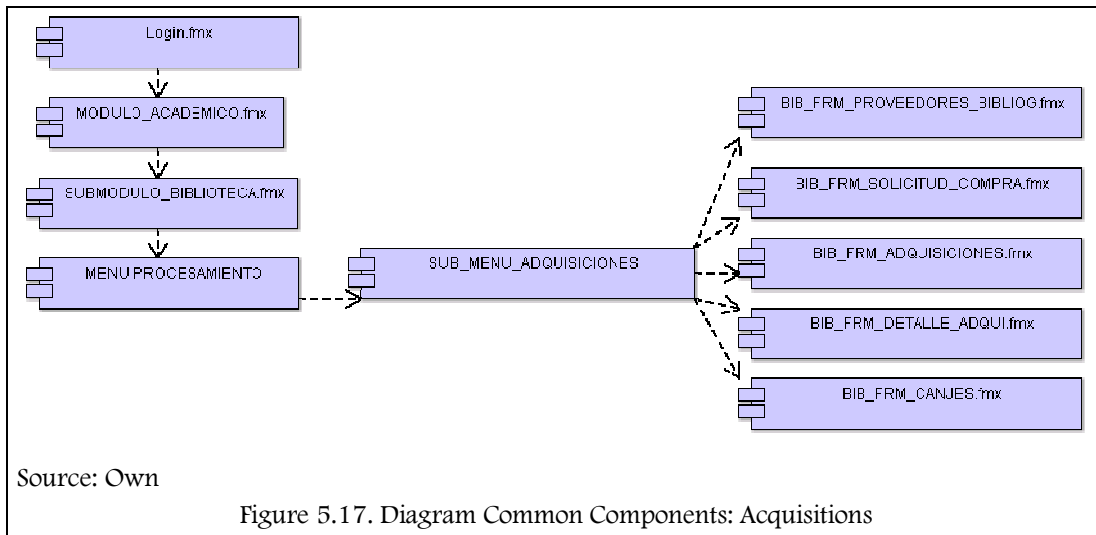 Login.fmx
MODULO_ACADEMICO.fmx
SUBMODULO_BIBLIOTECA.fmx
MENU PROCESAMIENTO
SUB_MENU_ADQUISICIONES
BIB_FRM_PROVEEDORES_BIBLIOG.fmx
BIB_FRM_SOLICITUD_COMPRA.fmx
BIB_FRM_ADQUISICIONES.fmx
BIB_FRM_DETALLE_ADQUI.fmx
BIB_FRM_CANJES.fmx
Source: Own
Figure 5.17. Diagram Common Components: Acquisitions